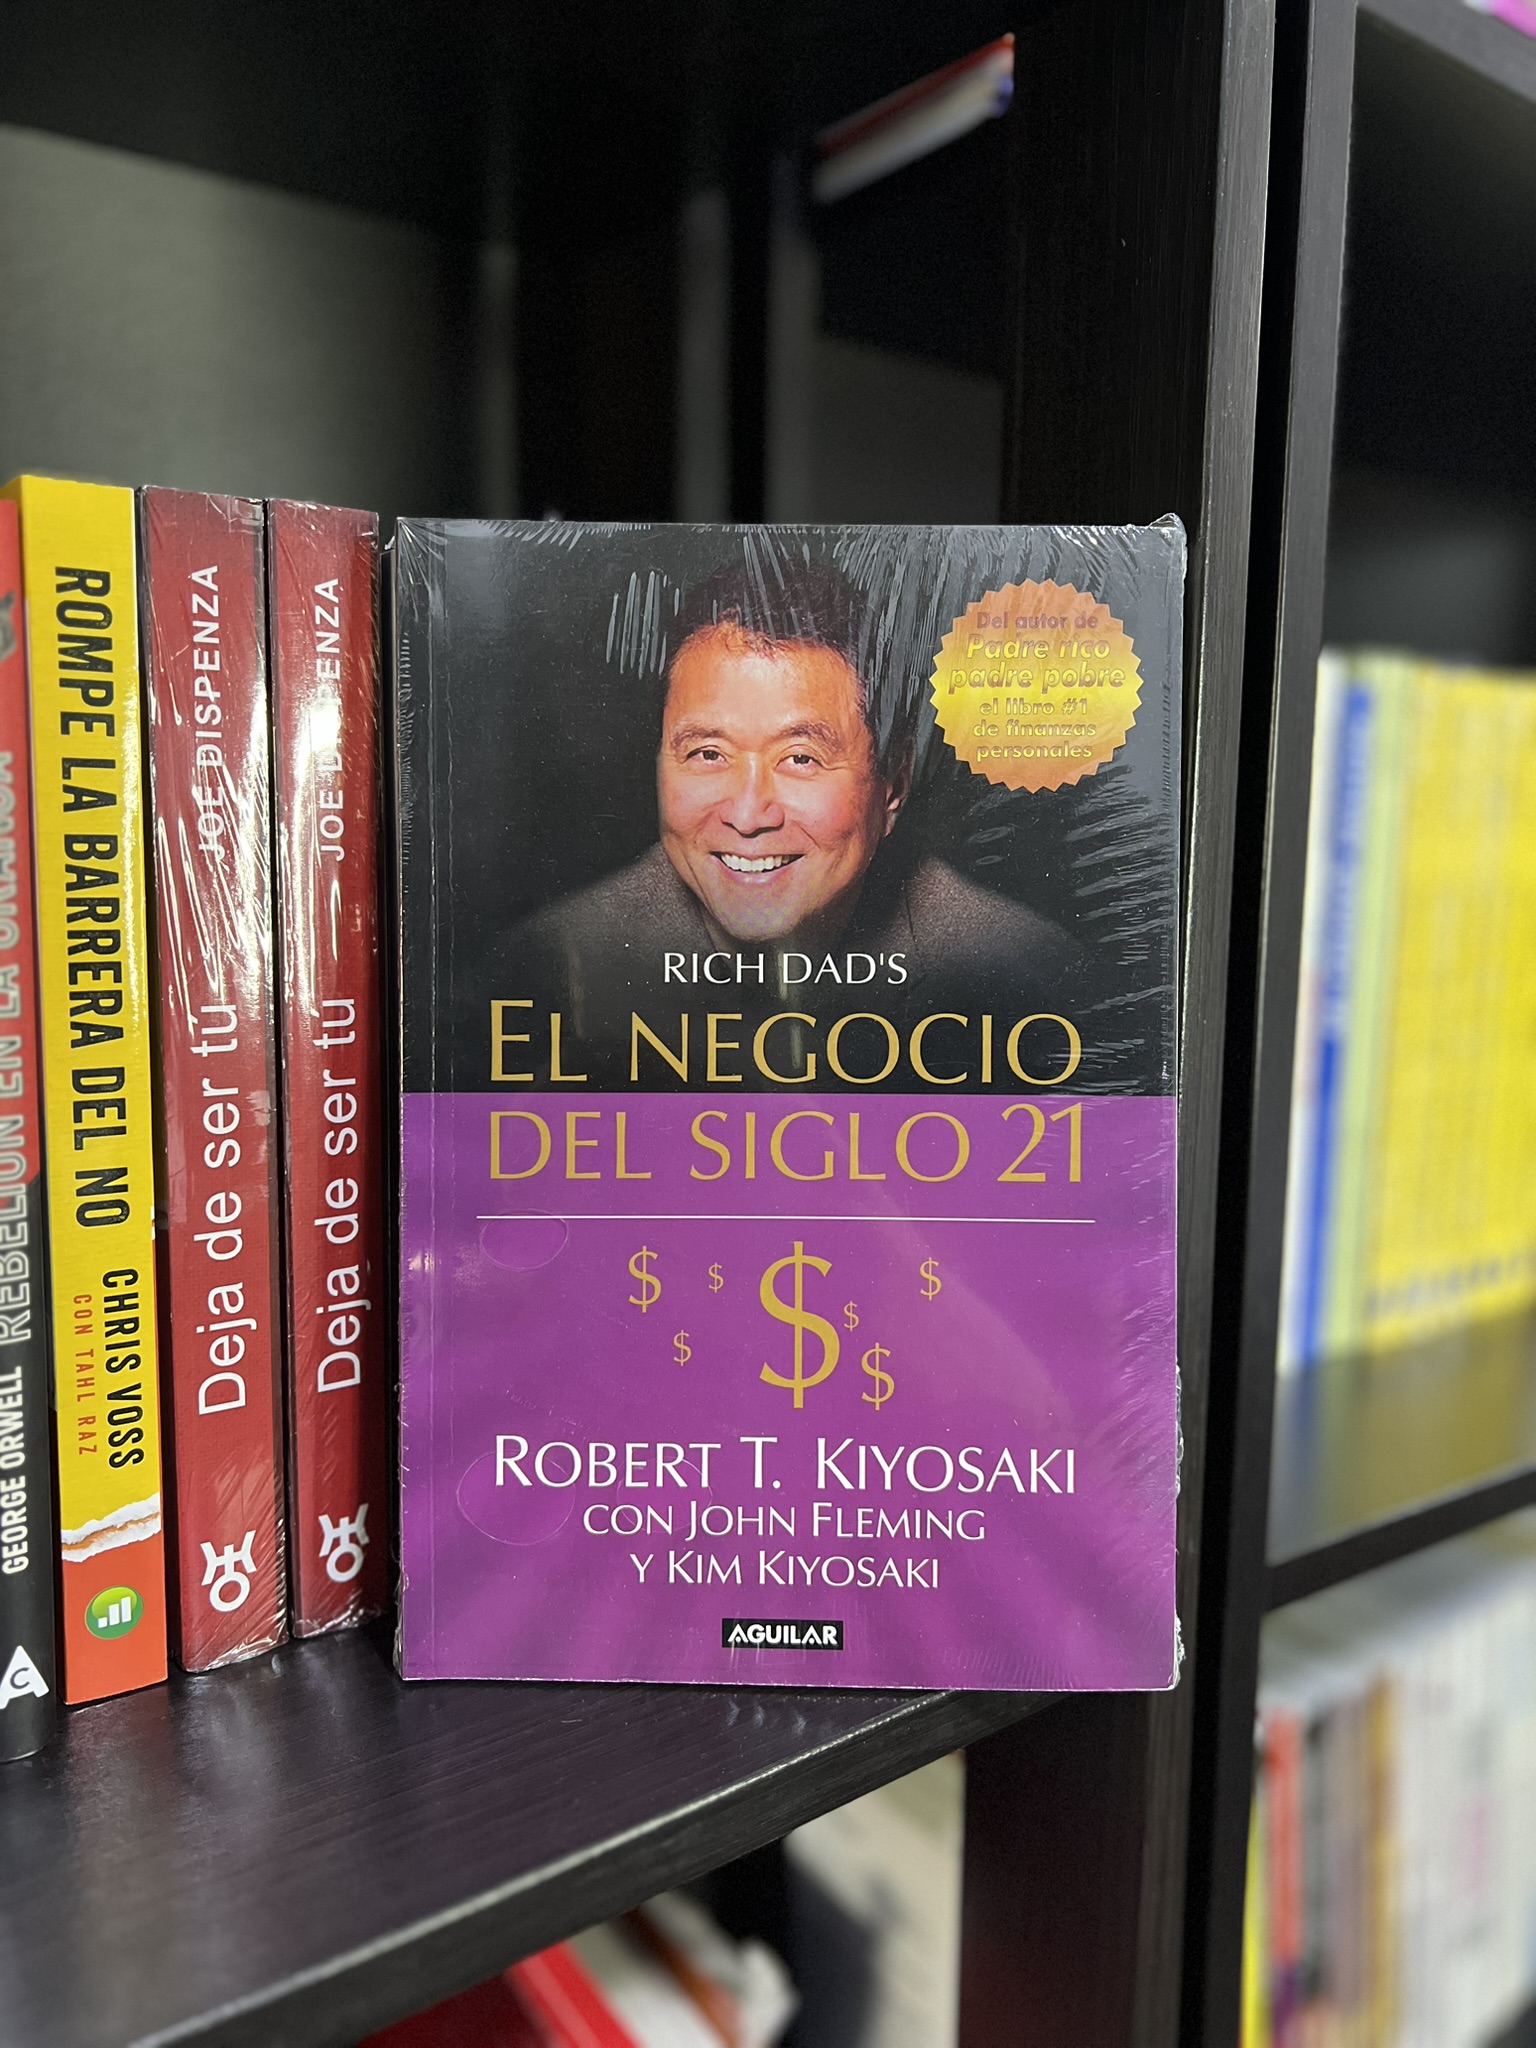 REBELIÓN EN LA GRANJA
GEORGE ORWELL
ROMPE LA BARRERA DEL NO
CHRIS VOSS
CON TAHL RAZ
JOE DISPENZA
Deja de ser tú
JOE DISPENZA
Deja de ser tú
Del autor de
Padre rico
padre pobre
el libro #1
de finanzas
personales
RICH DAD'S
EL NEGOCIO
DEL SIGLO 21
$ $ $ $ $ $ $
ROBERT T. KIYOSAKI
CON JOHN FLEMING
Y KIM KIYOSAKI
AGUILAR